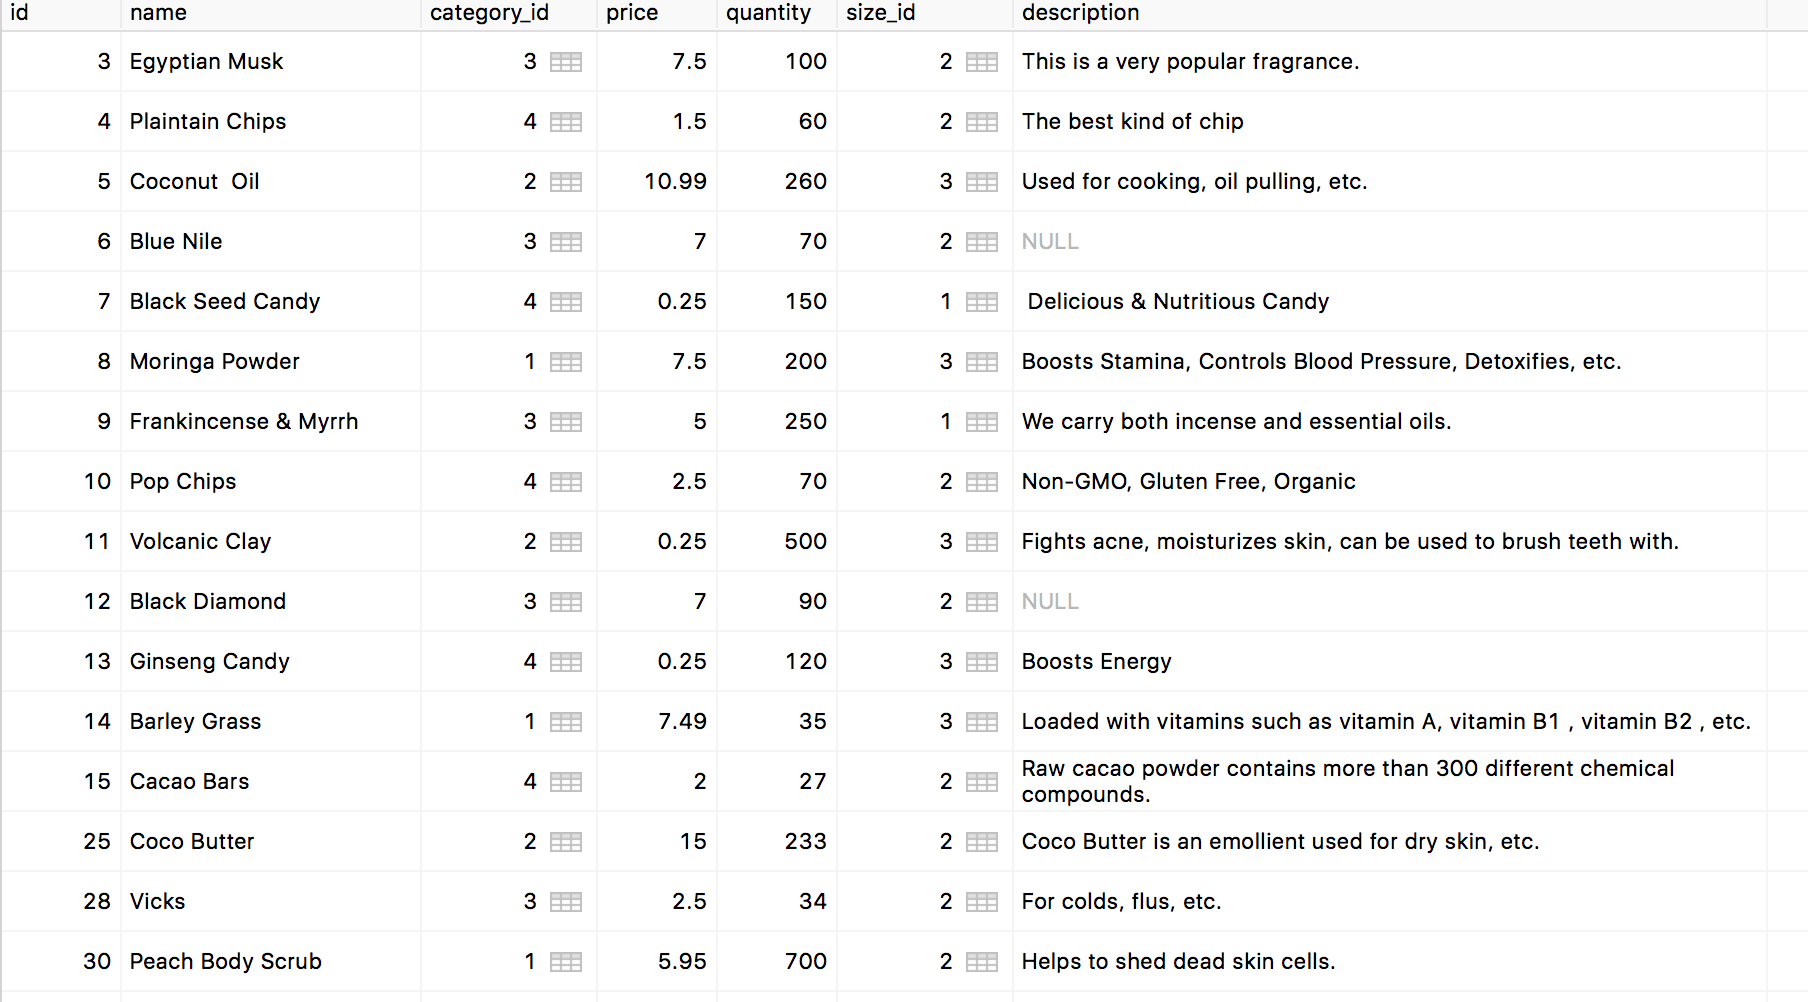 id name category_id price quantity size_id description
3 Egyptian Musk 3 7.5 100 2 This is a very popular fragrance.
4 Plaintain Chips 4 1.5 60 2 The best kind of chip
5 Coconut  Oil 2 10.99 260 3 Used for cooking, oil pulling, etc.
6 Blue Nile 3 7 70 2 NULL
7 Black Seed Candy 4 0.25 150 1 Delicious & Nutritious Candy
8 Moringa Powder 1 7.5 200 3 Boosts Stamina, Controls Blood Pressure, Detoxifies, etc.
9 Frankincense & Myrrh 3 5 250 1 We carry both incense and essential oils.
10 Pop Chips 4 2.5 70 2 Non-GMO, Gluten Free, Organic
11 Volcanic Clay 2 0.25 500 3 Fights acne, moisturizes skin, can be used to brush teeth with.
12 Black Diamond 3 7 90 2 NULL
13 Ginseng Candy 4 0.25 120 3 Boosts Energy
14 Barley Grass 1 7.49 35 3 Loaded with vitamins such as vitamin A, vitamin B1 , vitamin B2 , etc.
15 Cacao Bars 4 2 27 2 Raw cacao powder contains more than 300 different chemical
compounds.
25 Coco Butter 2 15 233 2 Coco Butter is an emollient used for dry skin, etc.
28 Vicks 3 2.5 34 2 For colds, flus, etc.
30 Peach Body Scrub 1 5.95 700 2 Helps to shed dead skin cells.